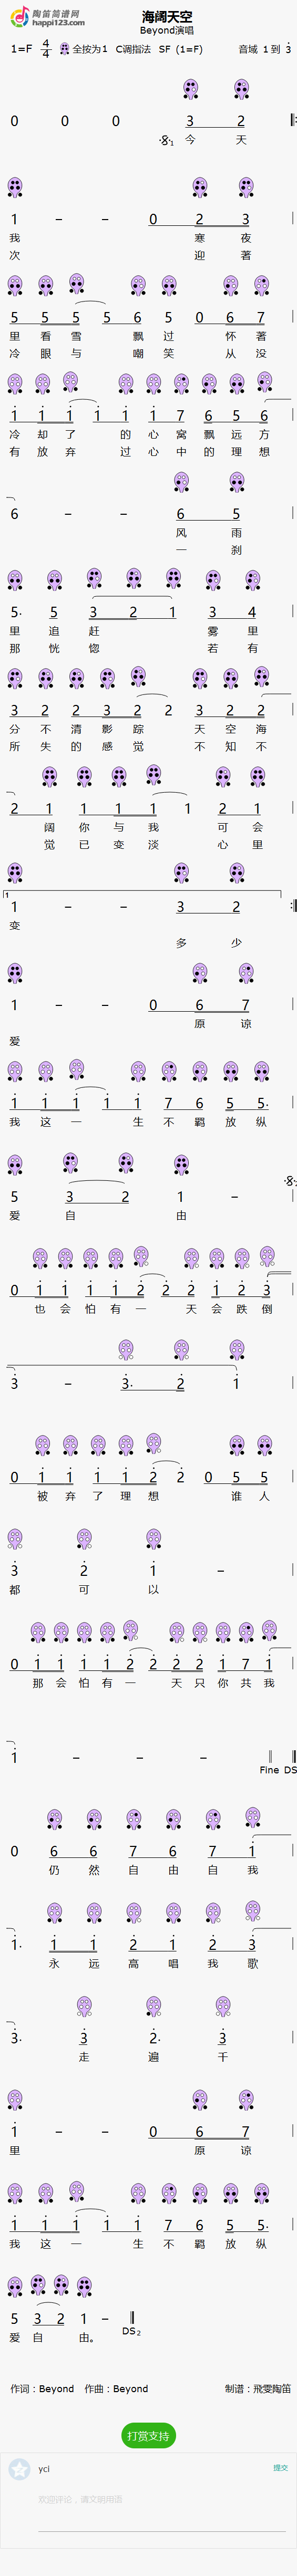 陶笛简谱网
happi123.com
海阔天空
Beyond演唱
1=F 4/4 全按为1 C调指法 SF (1=F) 音域 1 到 3
0 0 0 3 2
今 天
1 - - 0 2 3
我 寒 夜
次 迎 着
5 5 5 5 5 6 5 0 6 7
里 看 雪 飘 过 怀 著
冷 眼 与 嘲 笑 从 没
1 1 1 1 1 1 7 6 5 6
冷 却 了 的 心 窝 飘 远 方
有 放 弃 过 心 中 的 理 想
6 - - 6 5
风 雨
一 刹
5. 5 3 2 1 3 4
里 追 赶 雾 里
那 恍 惚 若 有
3 2 2 3 2 2 3 2 2
分 不 清 影 踪 天 空 海
所 失 的 感 觉 不 知 不
2 1 1 1 1 1 2 1
阔 你 与 我 可 会
觉 已 变 淡 心 里
1
1 - - 3 2
变
多 少
1 - - 0 6 7
原 谅
爱
1 1 1 1 1 7 6 5 5.
我 这 一 生 不 羁 放 纵
5 3 2 1 -
爱 自 由
0 1 1 1 1 2 2 2 1 2 3
也 会 怕 有 一 天 会 跌 倒
3 - 3. 2 1
0 1 1 1 1 2 2 0 5 5
被 弃 了 理 想 谁 人
3 2 1 -
都 可 以
0 1 1 1 1 2 2 2 2 1 7 1
那 会 怕 有 一 天 只 你 共 我
1 - - -
Fine DS
0 6 6 7 6 7 1
仍 然 自 由 自 我
1. 1 1 2 1 2 3
永 远 高 唱 我 歌
3. 3 2. 3
走 遍 千
1 - - 0 6 7
里 原 谅
1 1 1 1 1 7 6 5 5.
我 这 一 生 不 羁 放 纵
5 3 2 1 -
DS 2
爱 自 由。
作词：Beyond 作曲：Beyond 制谱：飛雯陶笛
打赏支持
yci 提交
欢迎评论，请文明用语